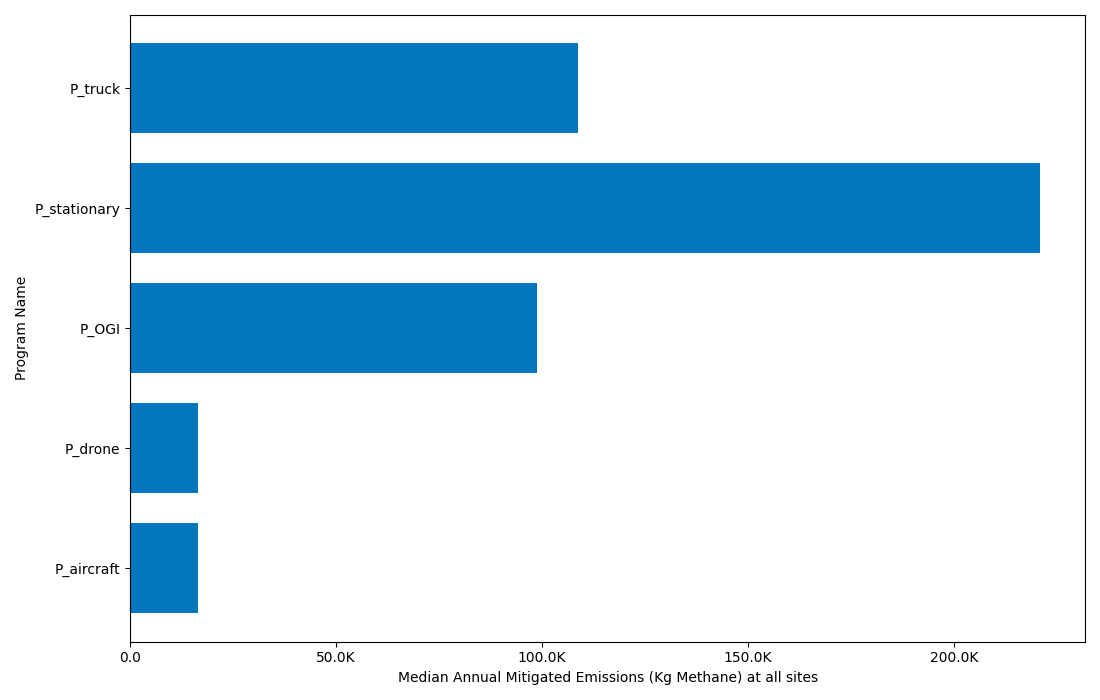 P_truck
P_stationary
P_OGI
P_drone
P_aircraft
Program Name
0.0
50.0K
100.0K
150.0K
200.0K
Median Annual Mitigated Emissions (Kg Methane) at all sites